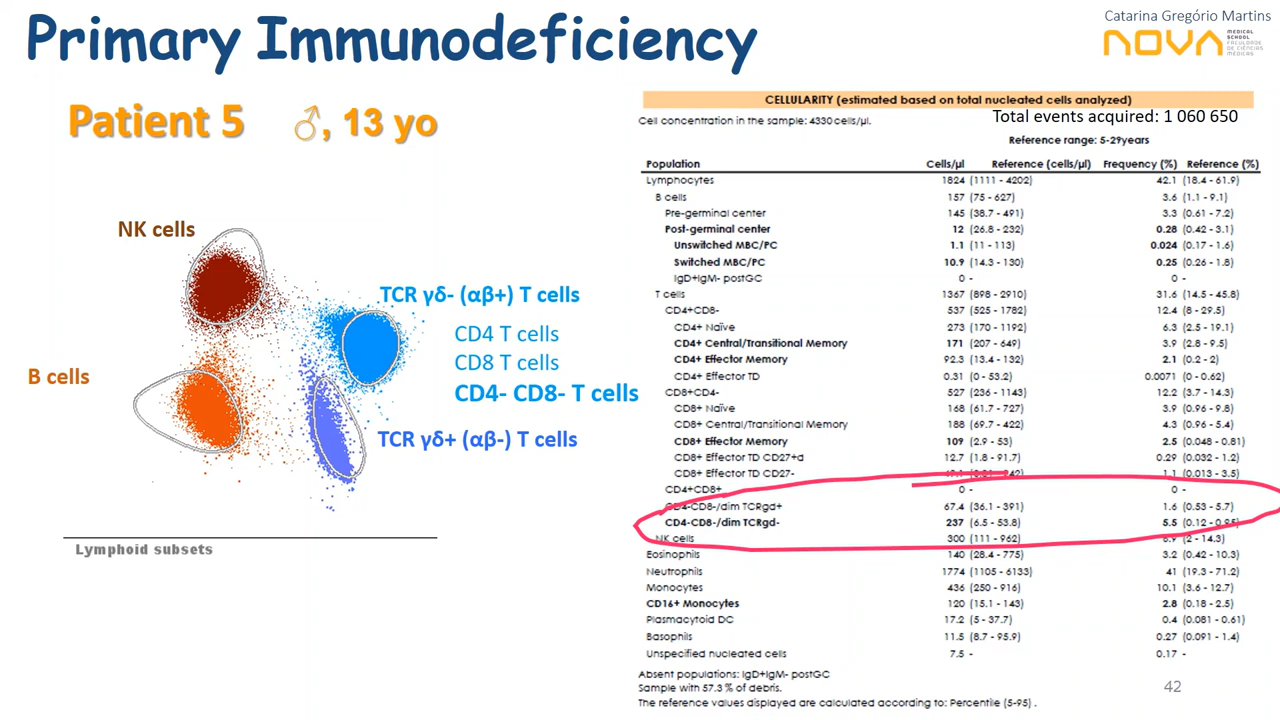 Catarina Gregório Martins
Primary Immunodeficiency
NOVA MEDICAL SCHOOL FACULDADE DE CIÊNCIAS MÉDICAS
Patient 5 ♂, 13 yo
NK cells
TCR γδ- (αβ+) T cells
CD4 T cells
CD8 T cells
B cells
CD4- CD8- T cells
TCR γδ+ (αβ-) T cells
Lymphoid subsets
CELLULARITY (estimated based on total nucleated cells analyzed)
Cell concentration in the sample: 4330 cells/µl.
Total events acquired: 1 060 650
Reference range: 5-29years
Population Cells/µl Reference (cells/µl) Frequency (%) Reference (%)
Lymphocytes 1824 (1111 - 4202) 42.1 (18.4 - 61.9)
B cells 157 (75 - 627) 3.6 (1.1 - 9.1)
Pre-germinal center 145 (38.7 - 491) 3.3 (0.61 - 7.2)
Post-germinal center 12 (26.8 - 232) 0.28 (0.42 - 3.1)
Unswitched MBC/PC 1.1 (11 - 113) 0.024 (0.17 - 1.6)
Switched MBC/PC 10.9 (14.3 - 130) 0.25 (0.26 - 1.8)
IgD+IgM- postGC 0 - 0 -
T cells 1367 (898 - 2910) 31.6 (14.5 - 45.8)
CD4+CD8- 537 (525 - 1782) 12.4 (8 - 29.5)
CD4+ Naïve 273 (170 - 1192) 6.3 (2.5 - 19.1)
CD4+ Central/Transitional Memory 171 (207 - 649) 3.9 (2.8 - 9.5)
CD4+ Effector Memory 92.3 (13.4 - 132) 2.1 (0.2 - 2)
CD4+ Effector TD 0.31 (0 - 53.2) 0.0071 (0 - 0.62)
CD8+CD4- 527 (236 - 1143) 12.2 (3.7 - 14.3)
CD8+ Naïve 168 (61.7 - 727) 3.9 (0.96 - 9.8)
CD8+ Central/Transitional Memory 188 (69.7 - 422) 4.3 (0.96 - 5.4)
CD8+ Effector Memory 109 (2.9 - 53) 2.5 (0.048 - 0.81)
CD8+ Effector TD CD27+d 12.7 (1.8 - 91.7) 0.29 (0.032 - 1.2)
CD8+ Effector TD CD27- 1.1 (0.013 - 3.5)
CD4+CD8+ 0 - 0 -
CD4-CD8-/dim TCRgd+ 67.4 (36.1 - 391) 1.6 (0.53 - 5.7)
CD4-CD8-/dim TCRgd- 237 (6.5 - 53.8) 5.5 (0.12 - 0.95)
NK cells 300 (111 - 962) 6.9 (2 - 14.3)
Eosinophils 140 (28.4 - 775) 3.2 (0.42 - 10.3)
Neutrophils 1774 (1105 - 6133) 41 (19.3 - 71.2)
Monocytes 436 (250 - 916) 10.1 (3.6 - 12.7)
CD16+ Monocytes 120 (15.1 - 143) 2.8 (0.18 - 2.5)
Plasmacytoid DC 17.2 (5 - 37.7) 0.4 (0.081 - 0.61)
Basophils 11.5 (8.7 - 95.9) 0.27 (0.091 - 1.4)
Unspecified nucleated cells 7.5 - 0.17 -
Absent populations: IgD+IgM- postGC
Sample with 57.3 % of debris.
The reference values displayed are calculated according to: Percentile (5-95) .
42